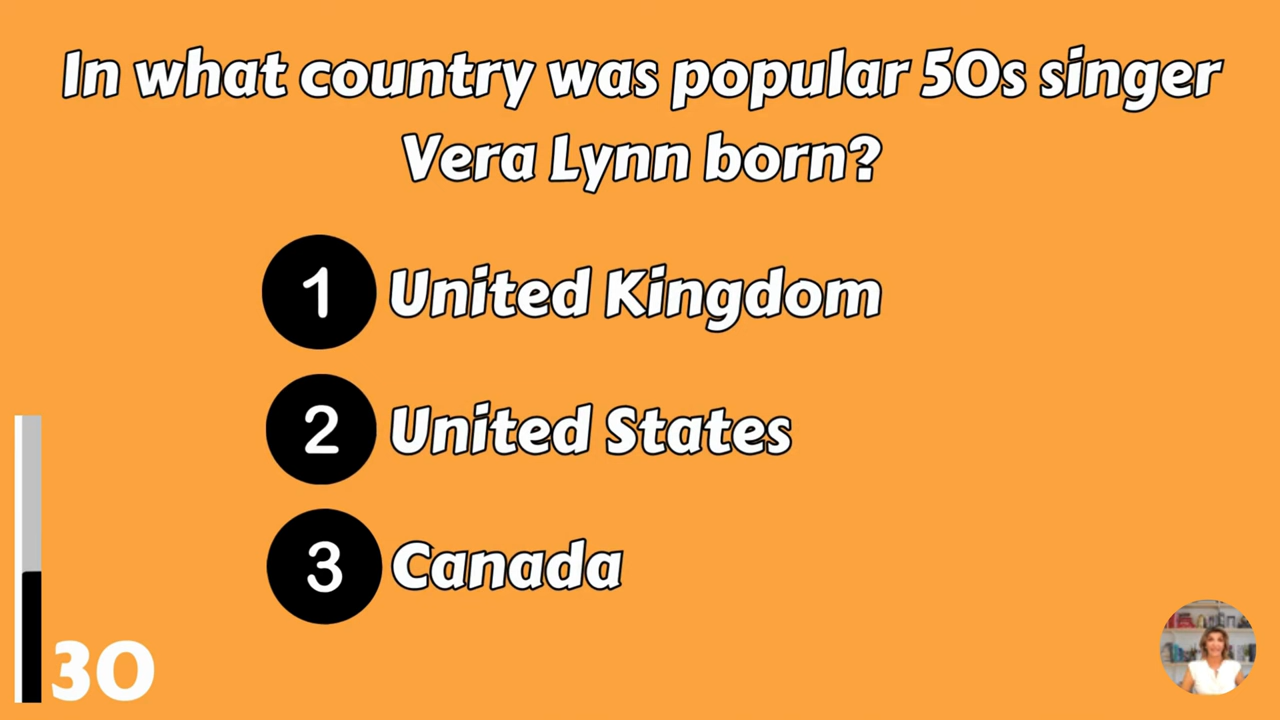 In what country was popular 50s singer
Vera Lynn born?
1 United Kingdom
2 United States
3 Canada
30